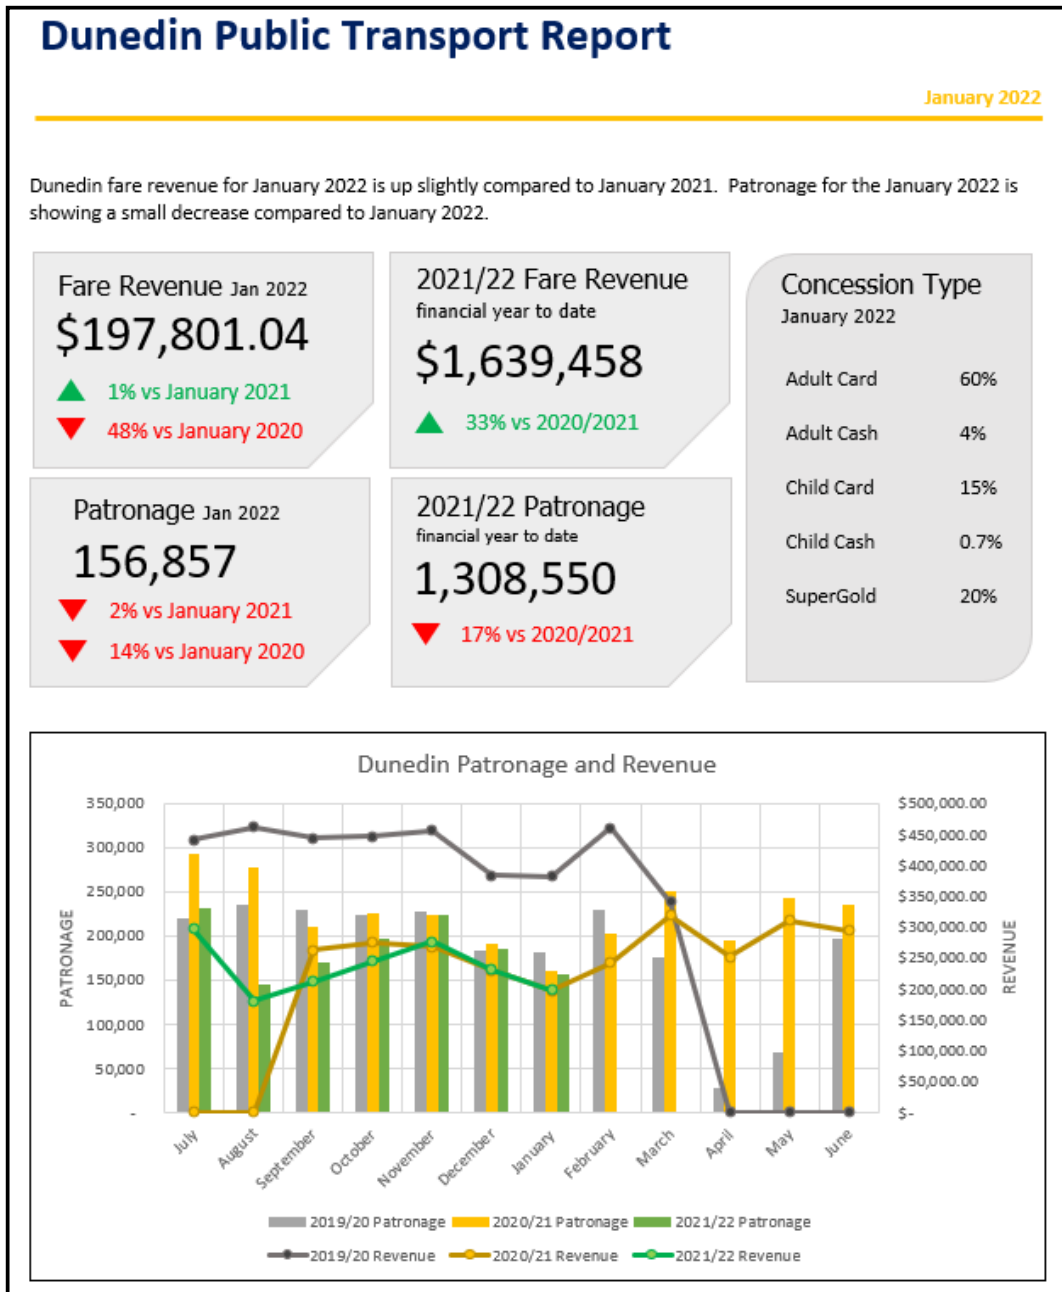 Dunedin Public Transport Report
January 2022
Dunedin fare revenue for January 2022 is up slightly compared to January 2021.  Patronage for the January 2022 is
showing a small decrease compared to January 2022.
Fare Revenue Jan 2022
$197,801.04
1% vs January 2021
48% vs January 2020
2021/22 Fare Revenue
financial year to date
$1,639,458
33% vs 2020/2021
Patronage Jan 2022
156,857
2% vs January 2021
14% vs January 2020
2021/22 Patronage
financial year to date
1,308,550
17% vs 2020/2021
Concession Type
January 2022
Adult Card 60%
Adult Cash 4%
Child Card 15%
Child Cash 0.7%
SuperGold 20%
Dunedin Patronage and Revenue
PATRONAGE
350,000
300,000
250,000
200,000
150,000
100,000
50,000
-
$500,000.00
$450,000.00
$400,000.00
$350,000.00
$300,000.00
$250,000.00
$200,000.00
$150,000.00
$100,000.00
$50,000.00
$-
REVENUE
July
August
September
October
November
December
January
February
March
April
May
June
2019/20 Patronage 2020/21 Patronage 2021/22 Patronage
2019/20 Revenue 2020/21 Revenue 2021/22 Revenue